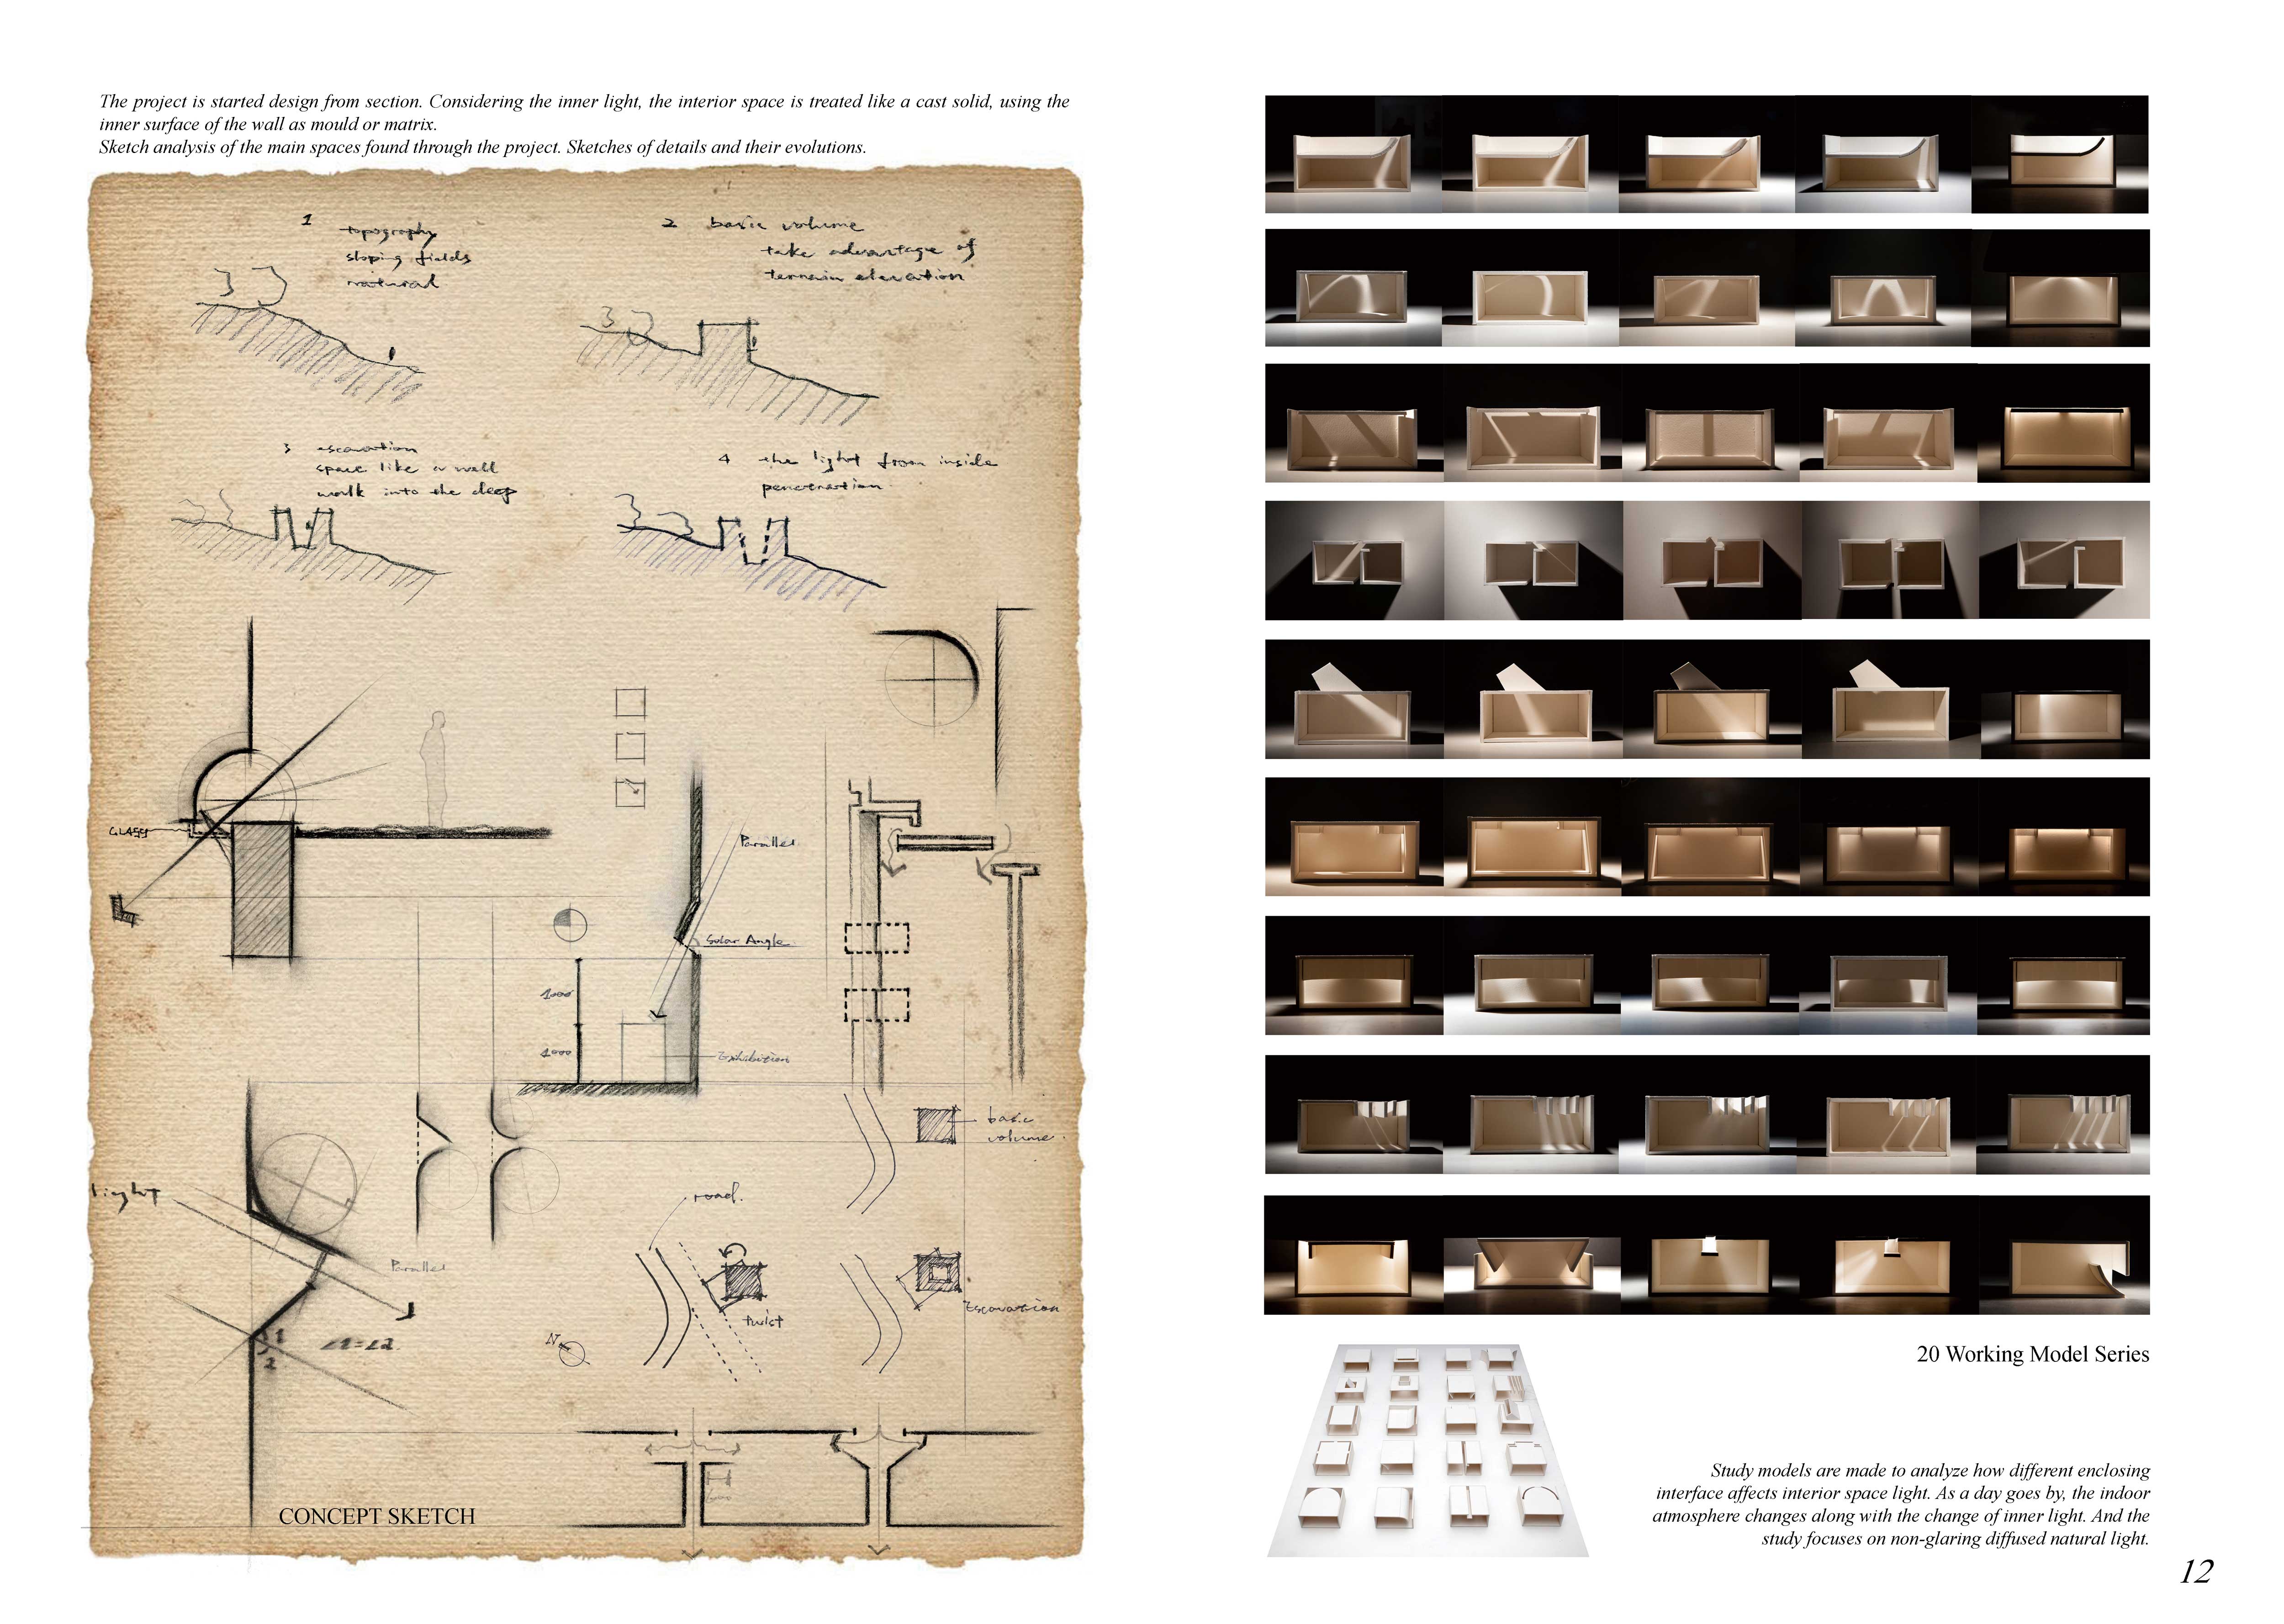 The project is started design from section. Considering the inner light, the interior space is treated like a cast solid, using the
inner surface of the wall as mould or matrix.
Sketch analysis of the main spaces found through the project. Sketches of details and their evolutions.
1 topography
sloping fields
natural
2 basic volume
take advantage of
terrain elevation
3 escavation
space like a well
walk into the deep
4 the light from inside
penetration
GLASS
Parallel
Solar Angle
1000
1000
Exhibition
basic
volume.
light
road.
Parallel
twist
Escavation
N
1
2
∠1=∠2
CONCEPT SKETCH
20 Working Model Series
Study models are made to analyze how different enclosing
interface affects interior space light. As a day goes by, the indoor
atmosphere changes along with the change of inner light. And the
study focuses on non-glaring diffused natural light.
12